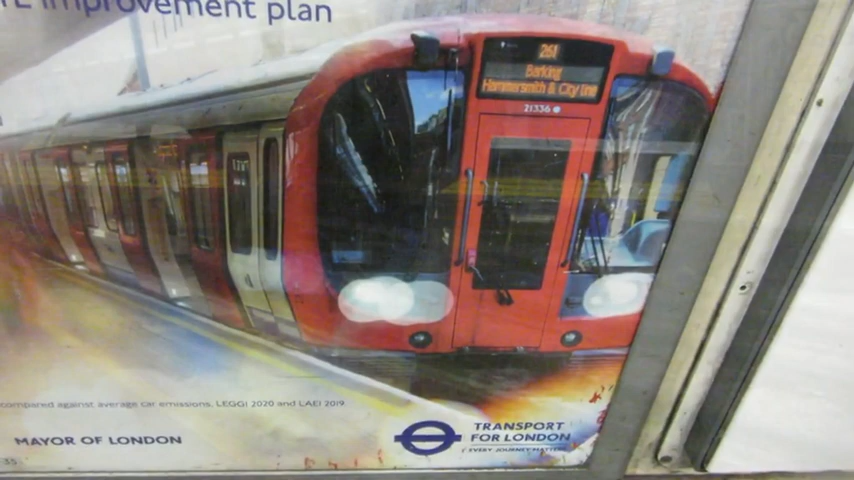 improvement plan
261
Barking
Hammersmith & City line
21336
compared against average car emissions, LEGGI 2020 and LAEI 2019.
MAYOR OF LONDON
TRANSPORT
FOR LONDON
EVERY JOURNEY MATTERS